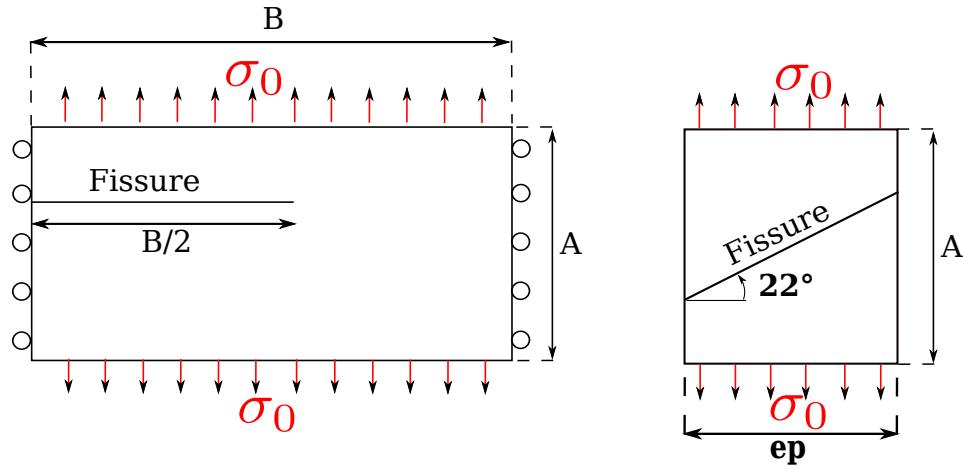 B
σ₀
Fissure
B/2
A
σ₀
σ₀
Fissure
22°
A
σ₀
ep